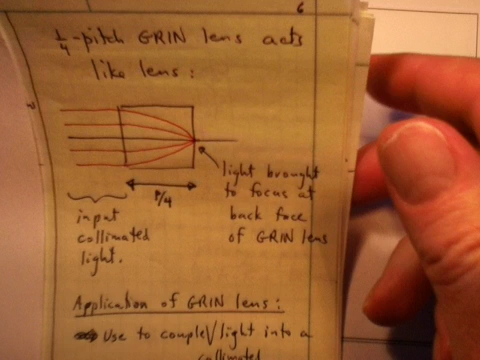 6
1/4-pitch GRIN lens acts
like lens:
light brought
to focus at
back face
of GRIN lens
P/4
input
collimated
light.
Application of GRIN lens:
Use to couple light into a
collimated